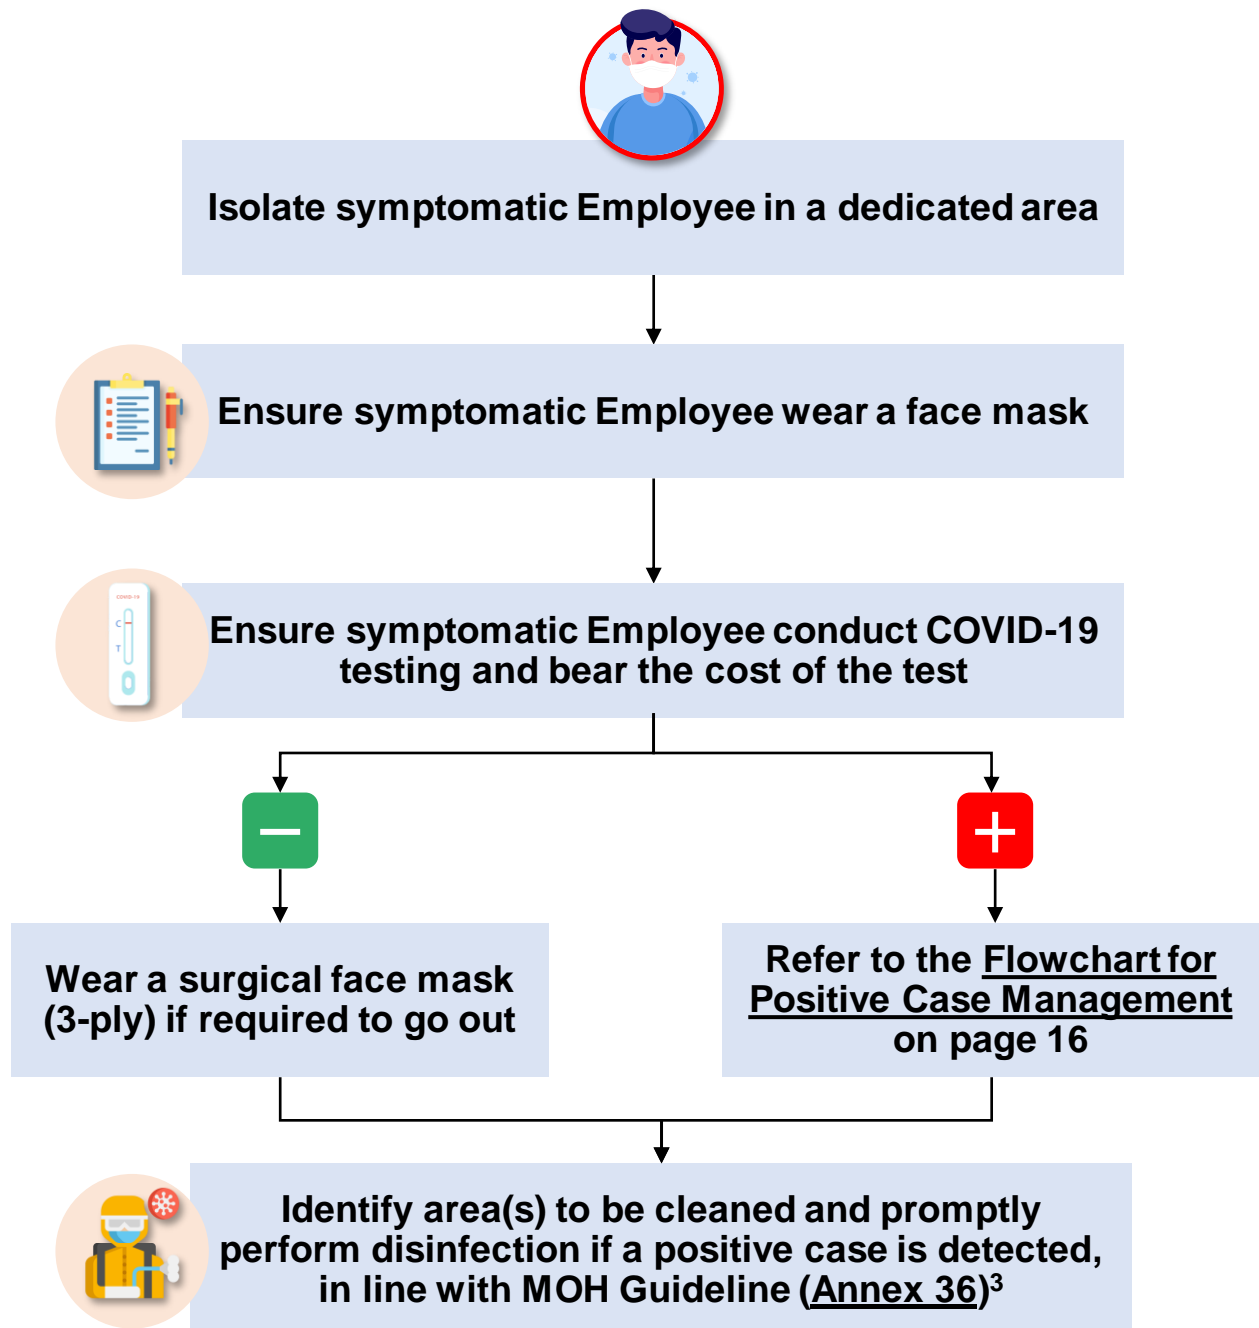 Isolate symptomatic Employee in a dedicated area
Ensure symptomatic Employee wear a face mask
COVID-19
C
T
Ensure symptomatic Employee conduct COVID-19
testing and bear the cost of the test
Wear a surgical face mask
(3-ply) if required to go out
Refer to the Flowchart for
Positive Case Management
on page 16
Identify area(s) to be cleaned and promptly
perform disinfection if a positive case is detected,
in line with MOH Guideline (Annex 36)³